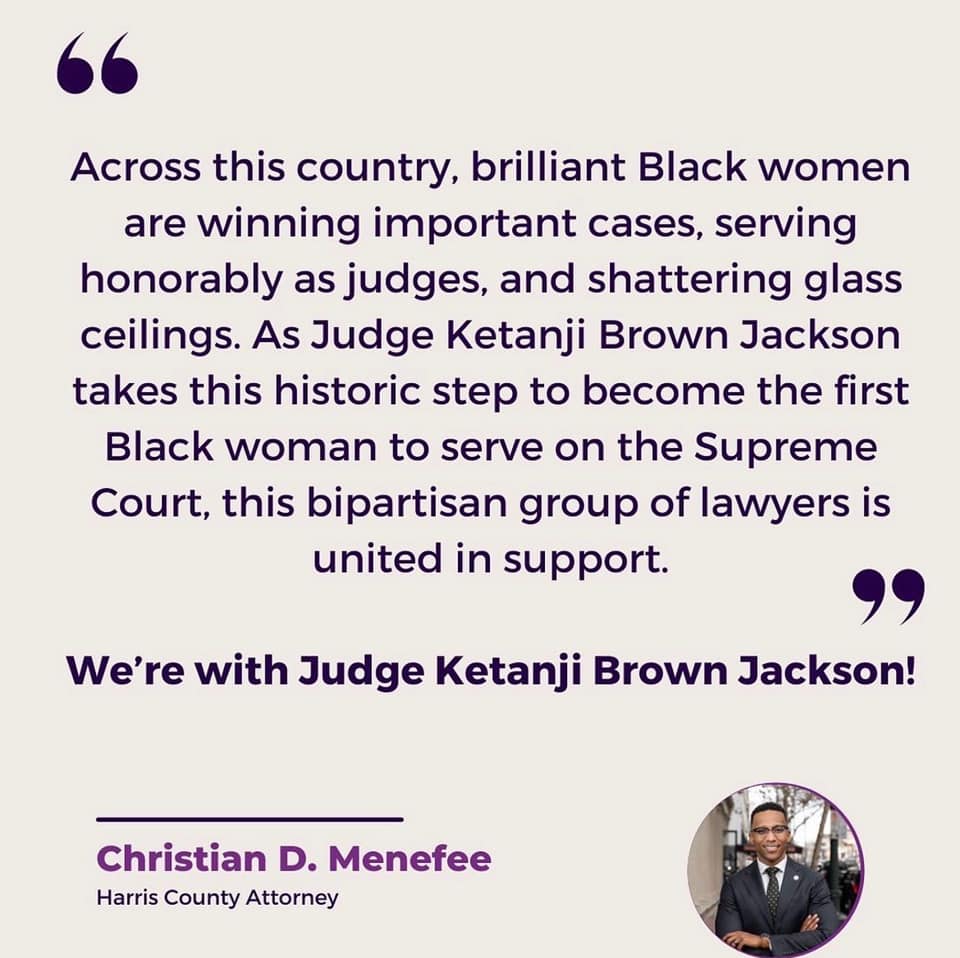 “
Across this country, brilliant Black women
are winning important cases, serving
honorably as judges, and shattering glass
ceilings. As Judge Ketanji Brown Jackson
takes this historic step to become the first
Black woman to serve on the Supreme
Court, this bipartisan group of lawyers is
united in support.
”
We’re with Judge Ketanji Brown Jackson!
Christian D. Menefee
Harris County Attorney